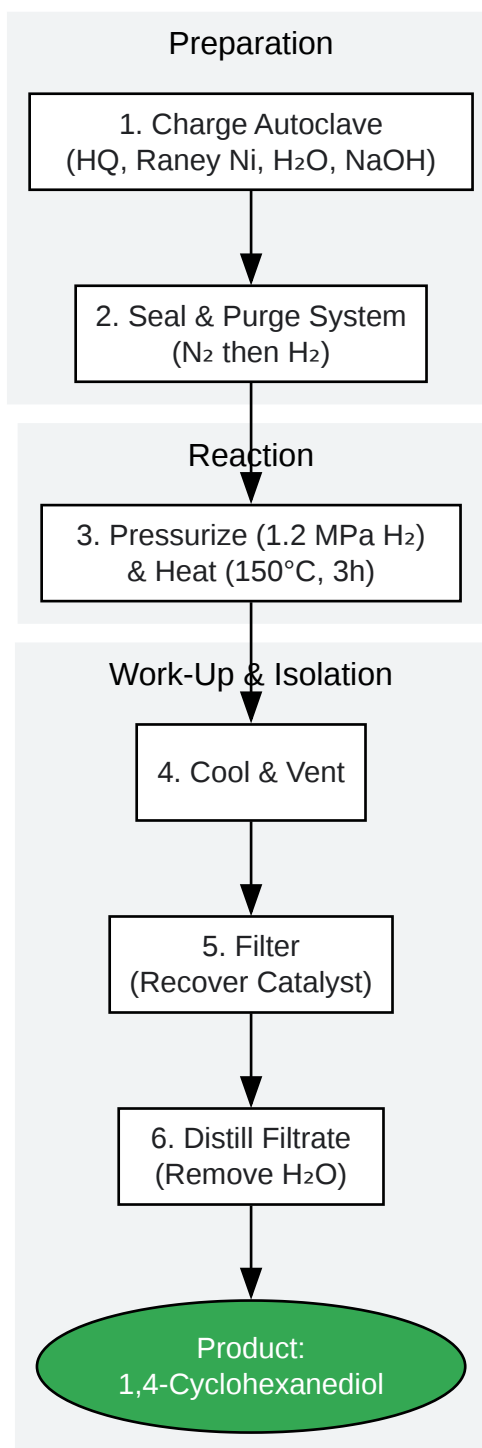 Preparation
1. Charge Autoclave
(HQ, Raney Ni, H₂O, NaOH)
2. Seal & Purge System
(N₂ then H₂)
Reaction
3. Pressurize (1.2 MPa H₂)
& Heat (150°C, 3h)
Work-Up & Isolation
4. Cool & Vent
5. Filter
(Recover Catalyst)
6. Distill Filtrate
(Remove H₂O)
Product:
1,4-Cyclohexanediol